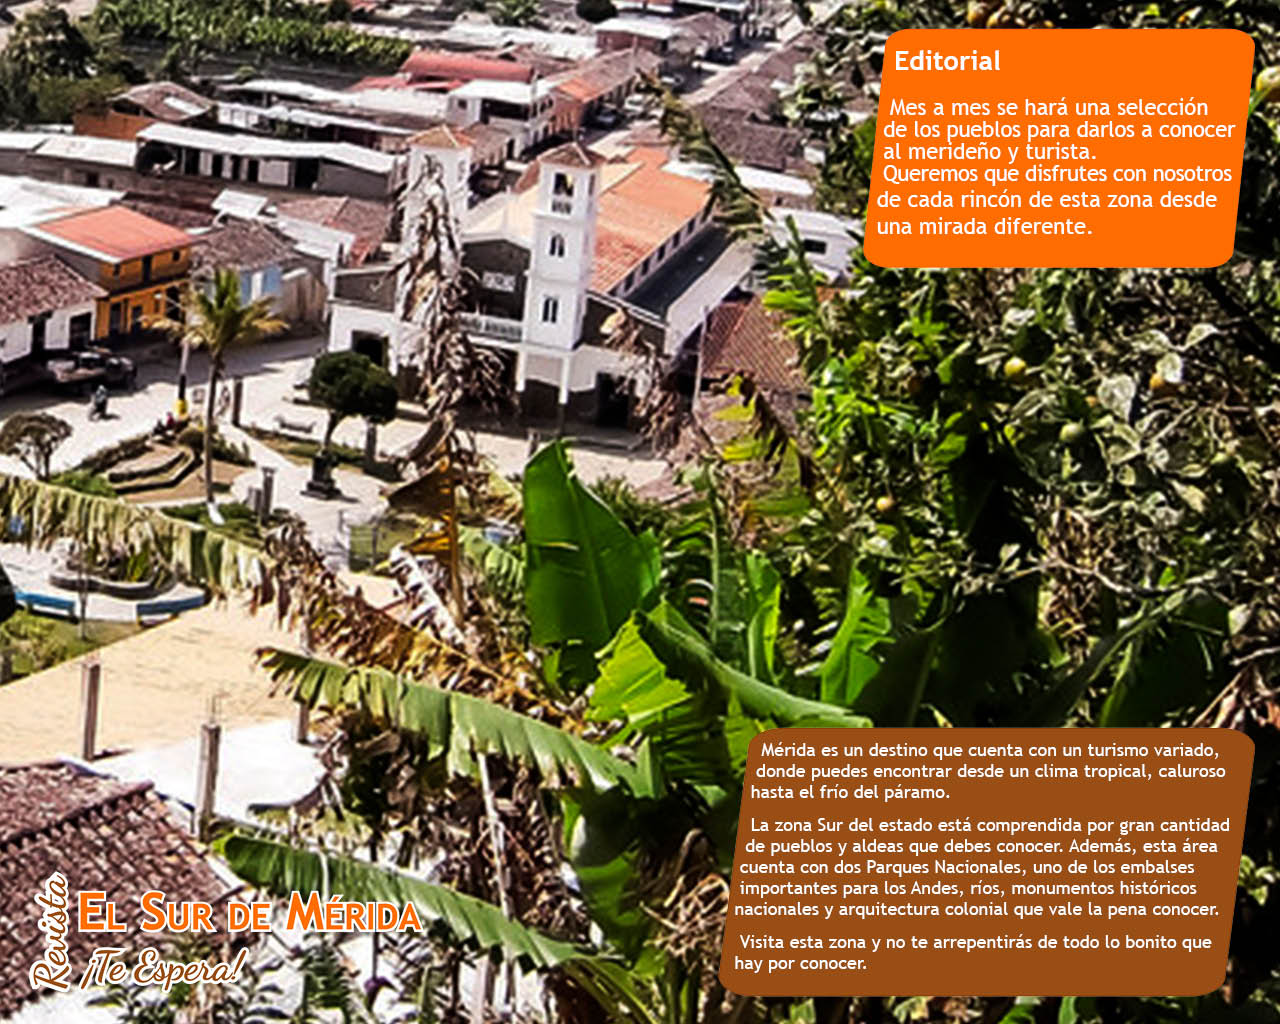 Editorial
Mes a mes se hará una selección
de los pueblos para darlos a conocer
al merideño y turista.
Queremos que disfrutes con nosotros
de cada rincón de esta zona desde
una mirada diferente.
Mérida es un destino que cuenta con un turismo variado,
donde puedes encontrar desde un clima tropical, caluroso
hasta el frío del páramo.
La zona Sur del estado está comprendida por gran cantidad
de pueblos y aldeas que debes conocer. Además, esta área
cuenta con dos Parques Nacionales, uno de los embalses
importantes para los Andes, ríos, monumentos históricos
nacionales y arquitectura colonial que vale la pena conocer.
Visita esta zona y no te arrepentirás de todo lo bonito que
hay por conocer.
Revista
El Sur de Mérida
¡Te Espera!